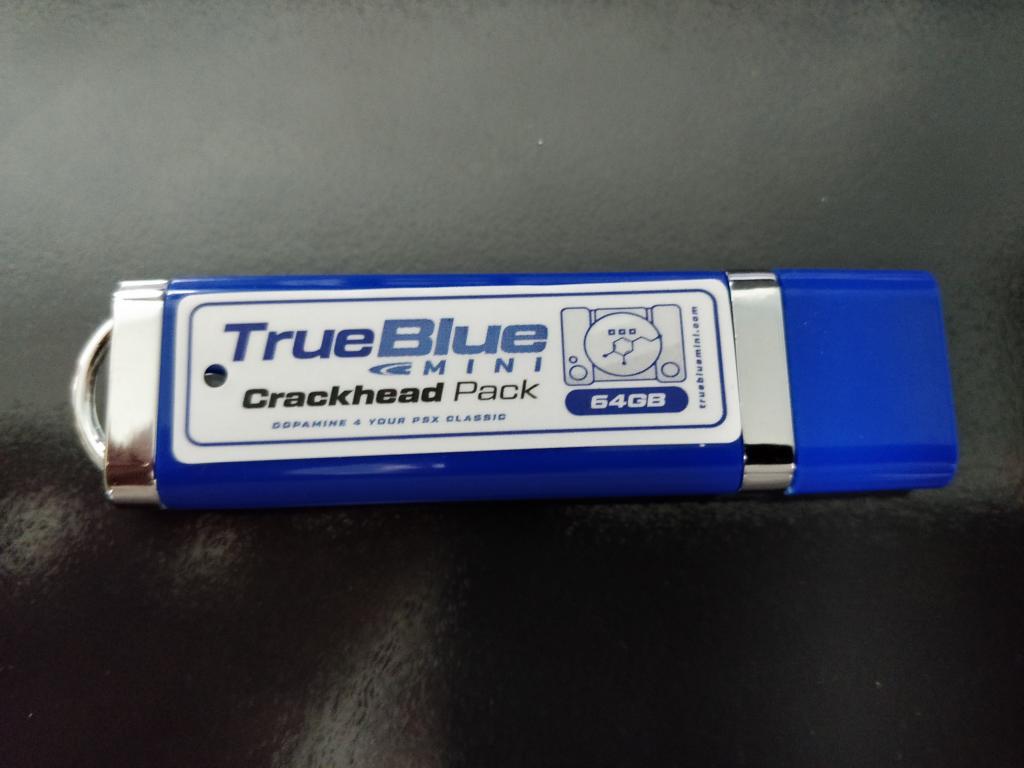 TrueBlue
MINI
Crackhead Pack
DOPAMINE 4 YOUR PSX CLASSIC
64GB
truebluemini.com